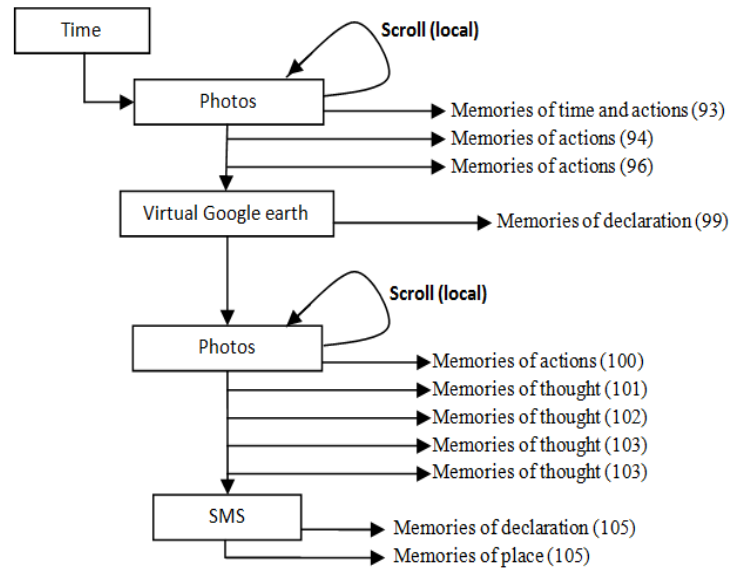 Time
Scroll (local)
Photos
Memories of time and actions (93)
Memories of actions (94)
Memories of actions (96)
Virtual Google earth
Memories of declaration (99)
Scroll (local)
Photos
Memories of actions (100)
Memories of thought (101)
Memories of thought (102)
Memories of thought (103)
Memories of thought (103)
SMS
Memories of declaration (105)
Memories of place (105)